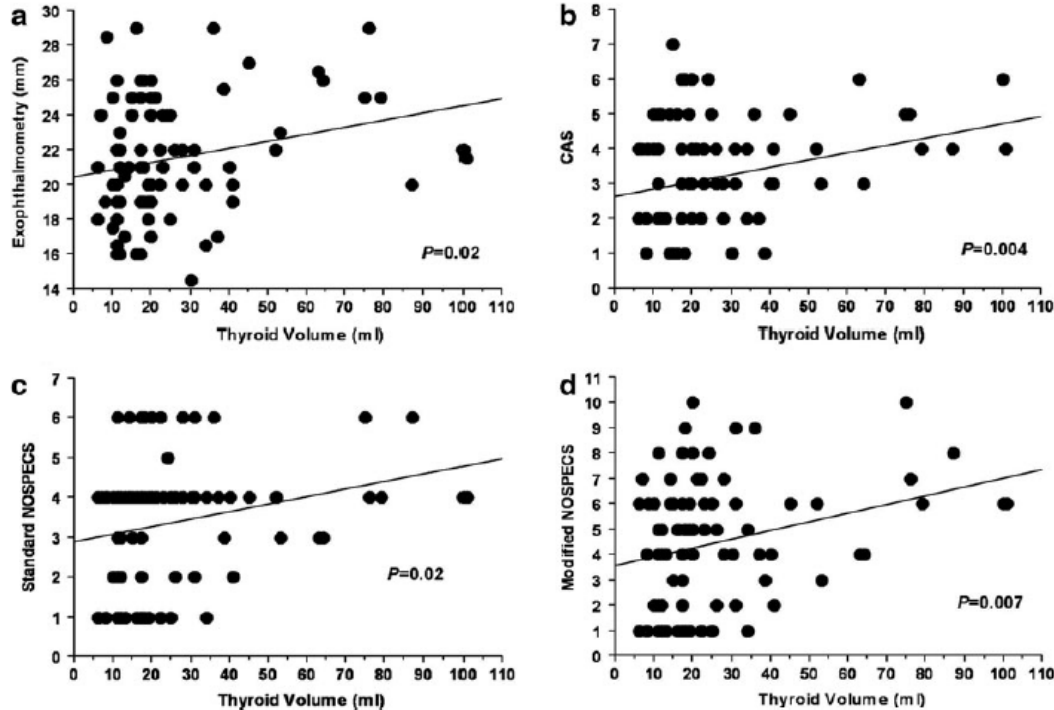 a
30
28
26
24
22
20
18
16
14
Exophthalmometry (mm)
0 10 20 30 40 50 60 70 80 90 100 110
Thyroid Volume (ml)
P=0.02
b
8
7
6
5
4
3
2
1
0
CAS
0 10 20 30 40 50 60 70 80 90 100 110
Thyroid Volume (ml)
P=0.004
c
7
6
5
4
3
2
1
0
Standard NOSPECS
0 10 20 30 40 50 60 70 80 90 100 110
Thyroid Volume (ml)
P=0.02
d
11
10
9
8
7
6
5
4
3
2
1
0
Modified NOSPECS
0 10 20 30 40 50 60 70 80 90 100 110
Thyroid Volume (ml)
P=0.007